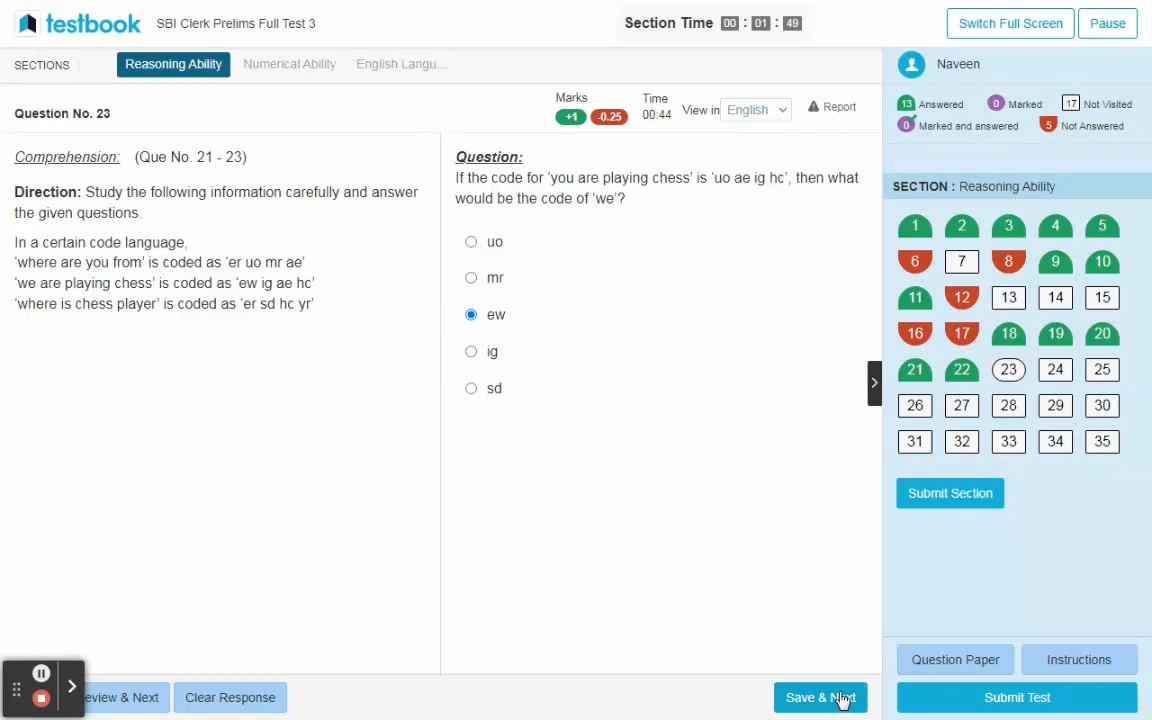 testbook
SBI Clerk Prelims Full Test 3
Section Time 00 : 01 : 49
Switch Full Screen
Pause
SECTIONS
Reasoning Ability
Numerical Ability
English Langu...
Naveen
Question No. 23
Marks
+1
-0.25
Time
00:44
View in
English
Report
13 Answered
0 Marked
17 Not Visited
0 Marked and answered
5 Not Answered
Comprehension: (Que No. 21 - 23)
Direction: Study the following information carefully and answer
the given questions.
In a certain code language,
‘where are you from’ is coded as ‘er uo mr ae’
‘we are playing chess’ is coded as ‘ew ig ae hc’
‘where is chess player’ is coded as ‘er sd hc yr’
Question:
If the code for ‘you are playing chess’ is ‘uo ae ig hc’, then what
would be the code of ‘we’?
uo
mr
ew
ig
sd
SECTION : Reasoning Ability
1 2 3 4 5
6 7 8 9 10
11 12 13 14 15
16 17 18 19 20
21 22 23 24 25
26 27 28 29 30
31 32 33 34 35
Submit Section
Question Paper
Instructions
eview & Next
Clear Response
Save & Next
Submit Test